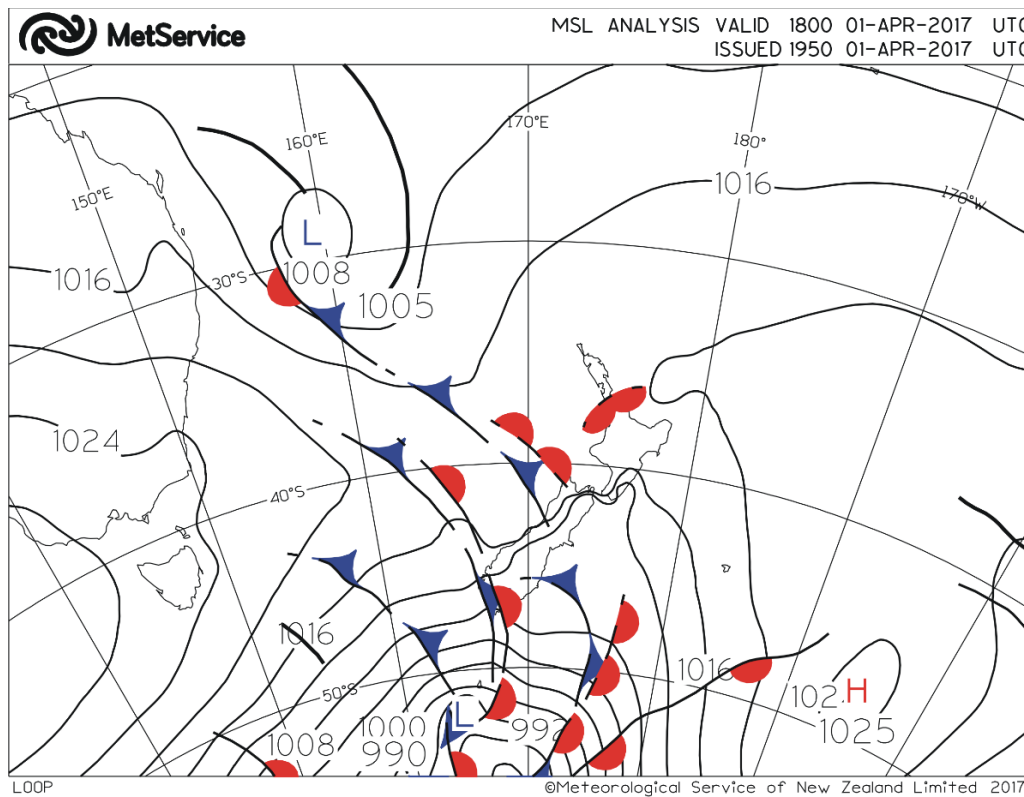 MetService
MSL ANALYSIS VALID 1800 01-APR-2017 UTC
ISSUED 1950 01-APR-2017 UTC
160°E
170°E
180°
150°E
1016
170°W
L
1016
30°S
1008
1005
1024
40°S
1016
50°S
1016
102
H
1000
L
992
1025
1008
990
LOOP
©Meteorological Service of New Zealand Limited 2017